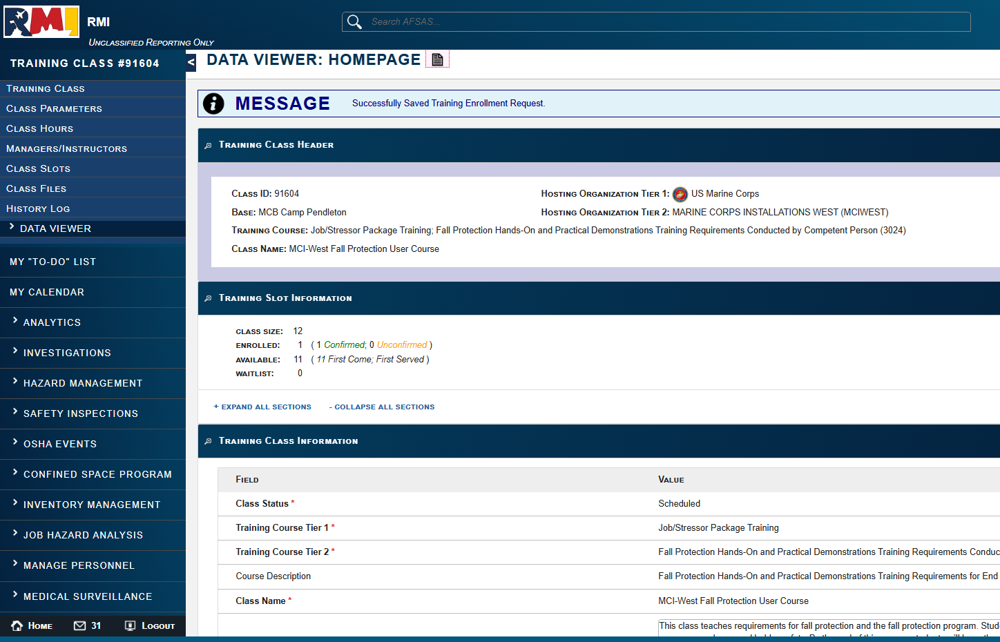 RMI
RMI
Unclassified Reporting Only
Search AFSAS...
TRAINING CLASS #91604
<
DATA VIEWER: HOMEPAGE
Training Class
Class Parameters
Class Hours
Managers/Instructors
Class Slots
Class Files
History Log
DATA VIEWER
MY "TO-DO" LIST
MY CALENDAR
ANALYTICS
INVESTIGATIONS
HAZARD MANAGEMENT
SAFETY INSPECTIONS
OSHA EVENTS
CONFINED SPACE PROGRAM
INVENTORY MANAGEMENT
JOB HAZARD ANALYSIS
MANAGE PERSONNEL
MEDICAL SURVEILLANCE
Home 31 Logout
MESSAGE Successfully Saved Training Enrollment Request.
Training Class Header
Class ID: 91604
Hosting Organization Tier 1: US Marine Corps
Base: MCB Camp Pendleton
Hosting Organization Tier 2: MARINE CORPS INSTALLATIONS WEST (MCIWEST)
Training Course: Job/Stressor Package Training; Fall Protection Hands-On and Practical Demonstrations Training Requirements Conducted by Competent Person (3024)
Class Name: MCI-West Fall Protection User Course
Training Slot Information
CLASS SIZE: 12
ENROLLED: 1 ( 1 Confirmed; 0 Unconfirmed )
AVAILABLE: 11 ( 11 First Come; First Served )
WAITLIST: 0
+ EXPAND ALL SECTIONS - COLLAPSE ALL SECTIONS
Training Class Information
Field Value
Class Status * Scheduled
Training Course Tier 1 * Job/Stressor Package Training
Training Course Tier 2 * Fall Protection Hands-On and Practical Demonstrations Training Requirements Conduc
Course Description Fall Protection Hands-On and Practical Demonstrations Training Requirements for End
Class Name * MCI-West Fall Protection User Course
This class teaches requirements for fall protection and the fall protection program. Stud